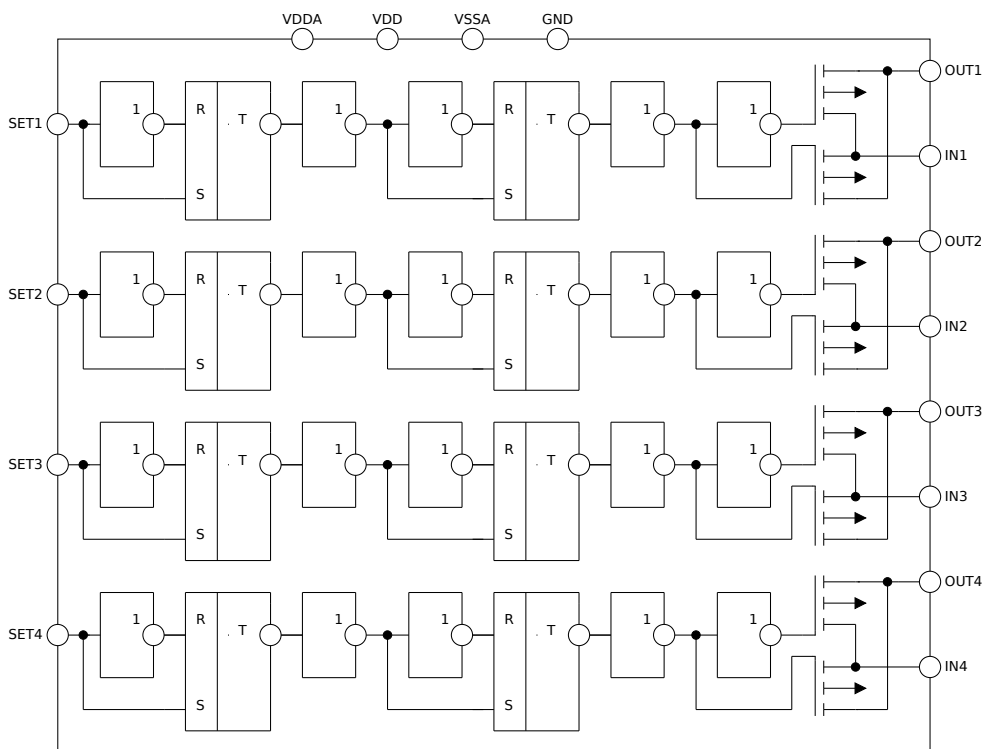 VDDA VDD VSSA GND
OUT1
1 R T 1 1 R T 1 1
SET1
IN1
S S
OUT2
1 R T 1 1 R T 1 1
SET2
IN2
S S
OUT3
1 R T 1 1 R T 1 1
SET3
IN3
S S
OUT4
1 R T 1 1 R T 1 1
SET4
IN4
S S